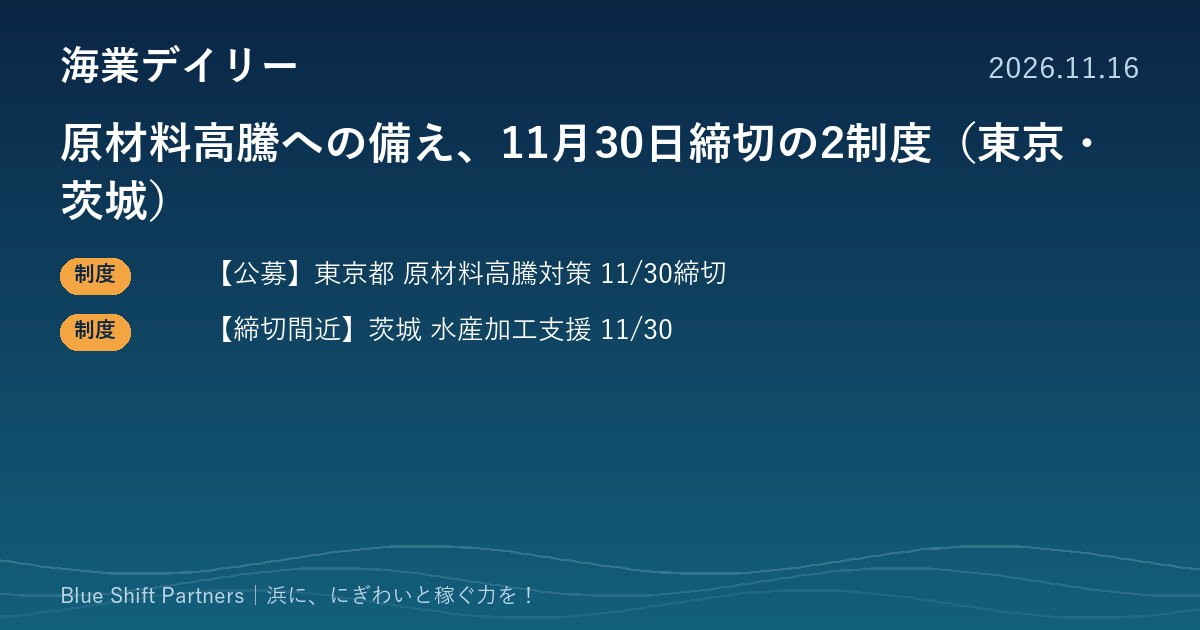 海業デイリー
2026.11.16
原材料高騰への備え、11月30日締切の2制度（東京・
茨城）
制度 【公募】東京都 原材料高騰対策 11/30締切
制度 【締切間近】茨城 水産加工支援 11/30
Blue Shift Partners｜浜に、にぎわいと稼ぐ力を！